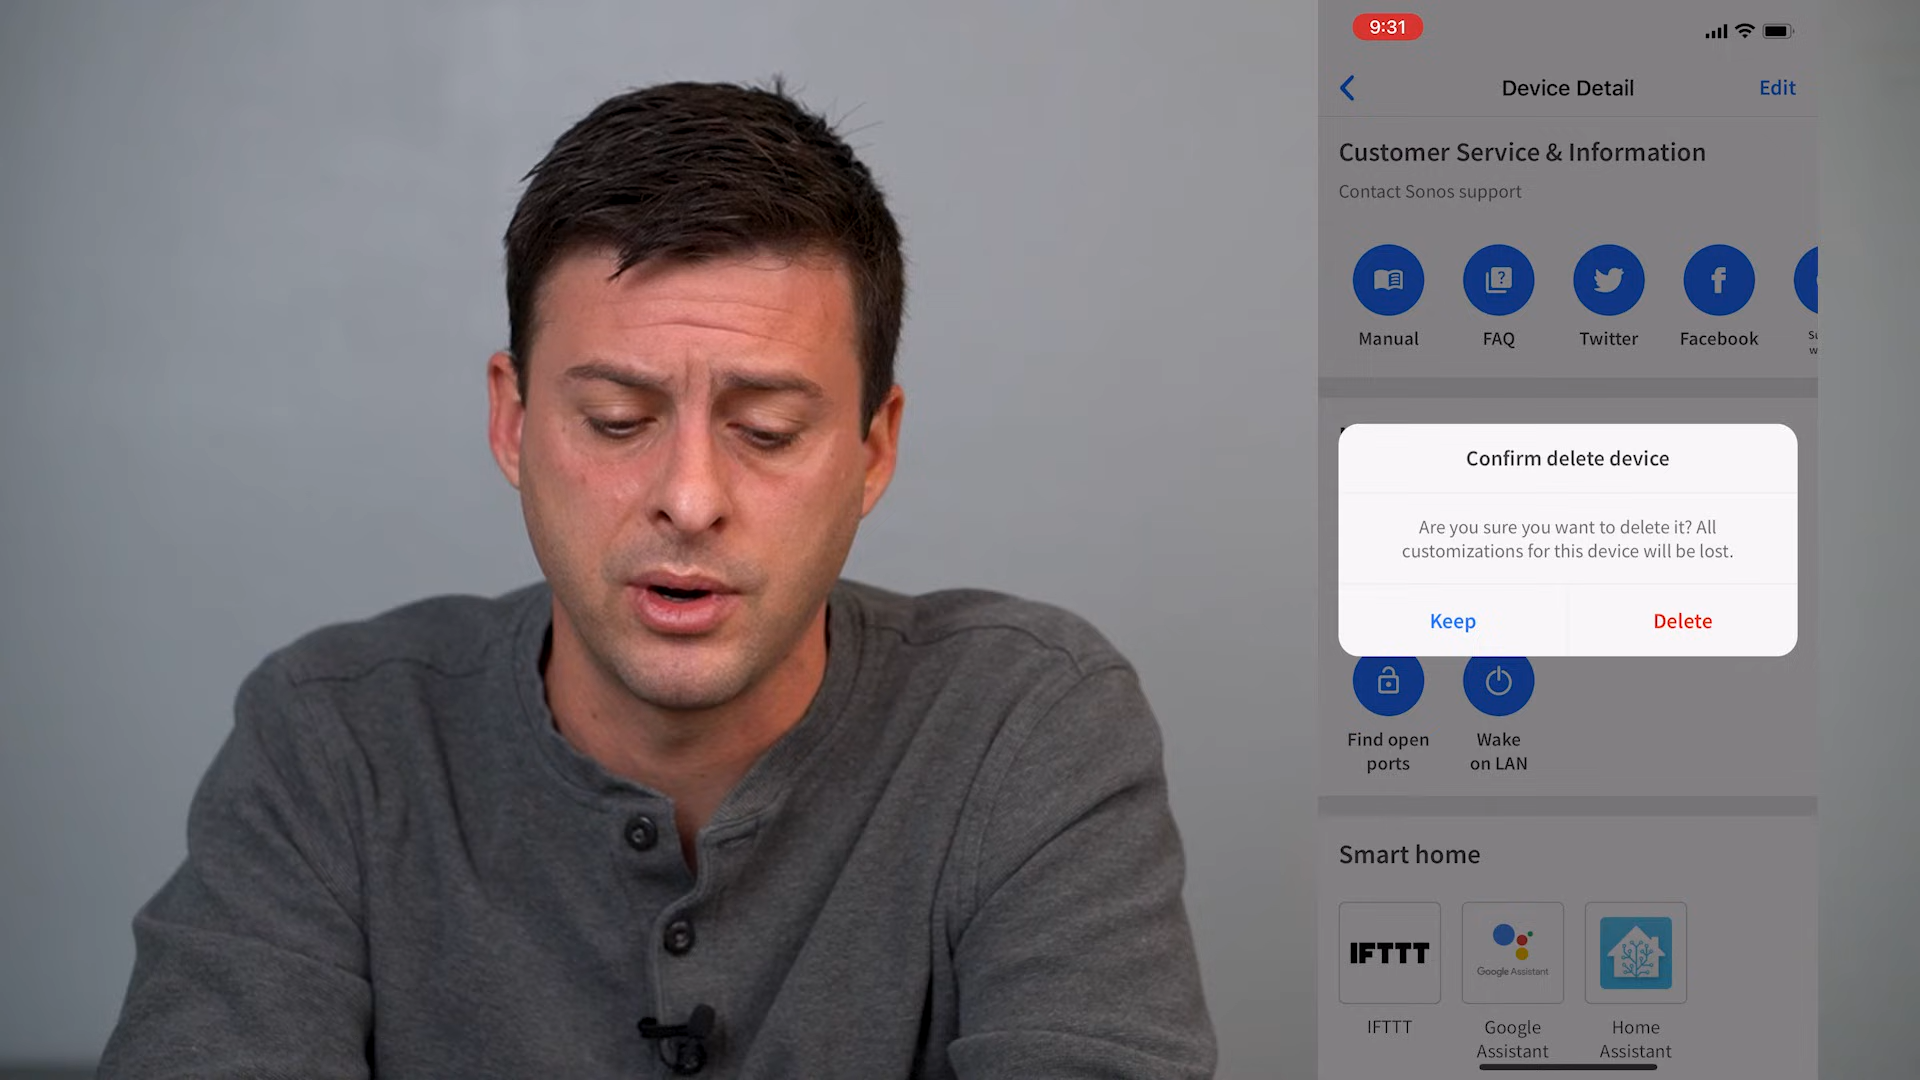 9:31
Device Detail
Edit
Customer Service & Information
Contact Sonos support
Manual
FAQ
Twitter
Facebook
Confirm delete device
Are you sure you want to delete it? All
customizations for this device will be lost.
Keep
Delete
Find open
ports
Wake
on LAN
Smart home
IFTTT
Google Assistant
IFTTT
Google
Assistant
Home
Assistant